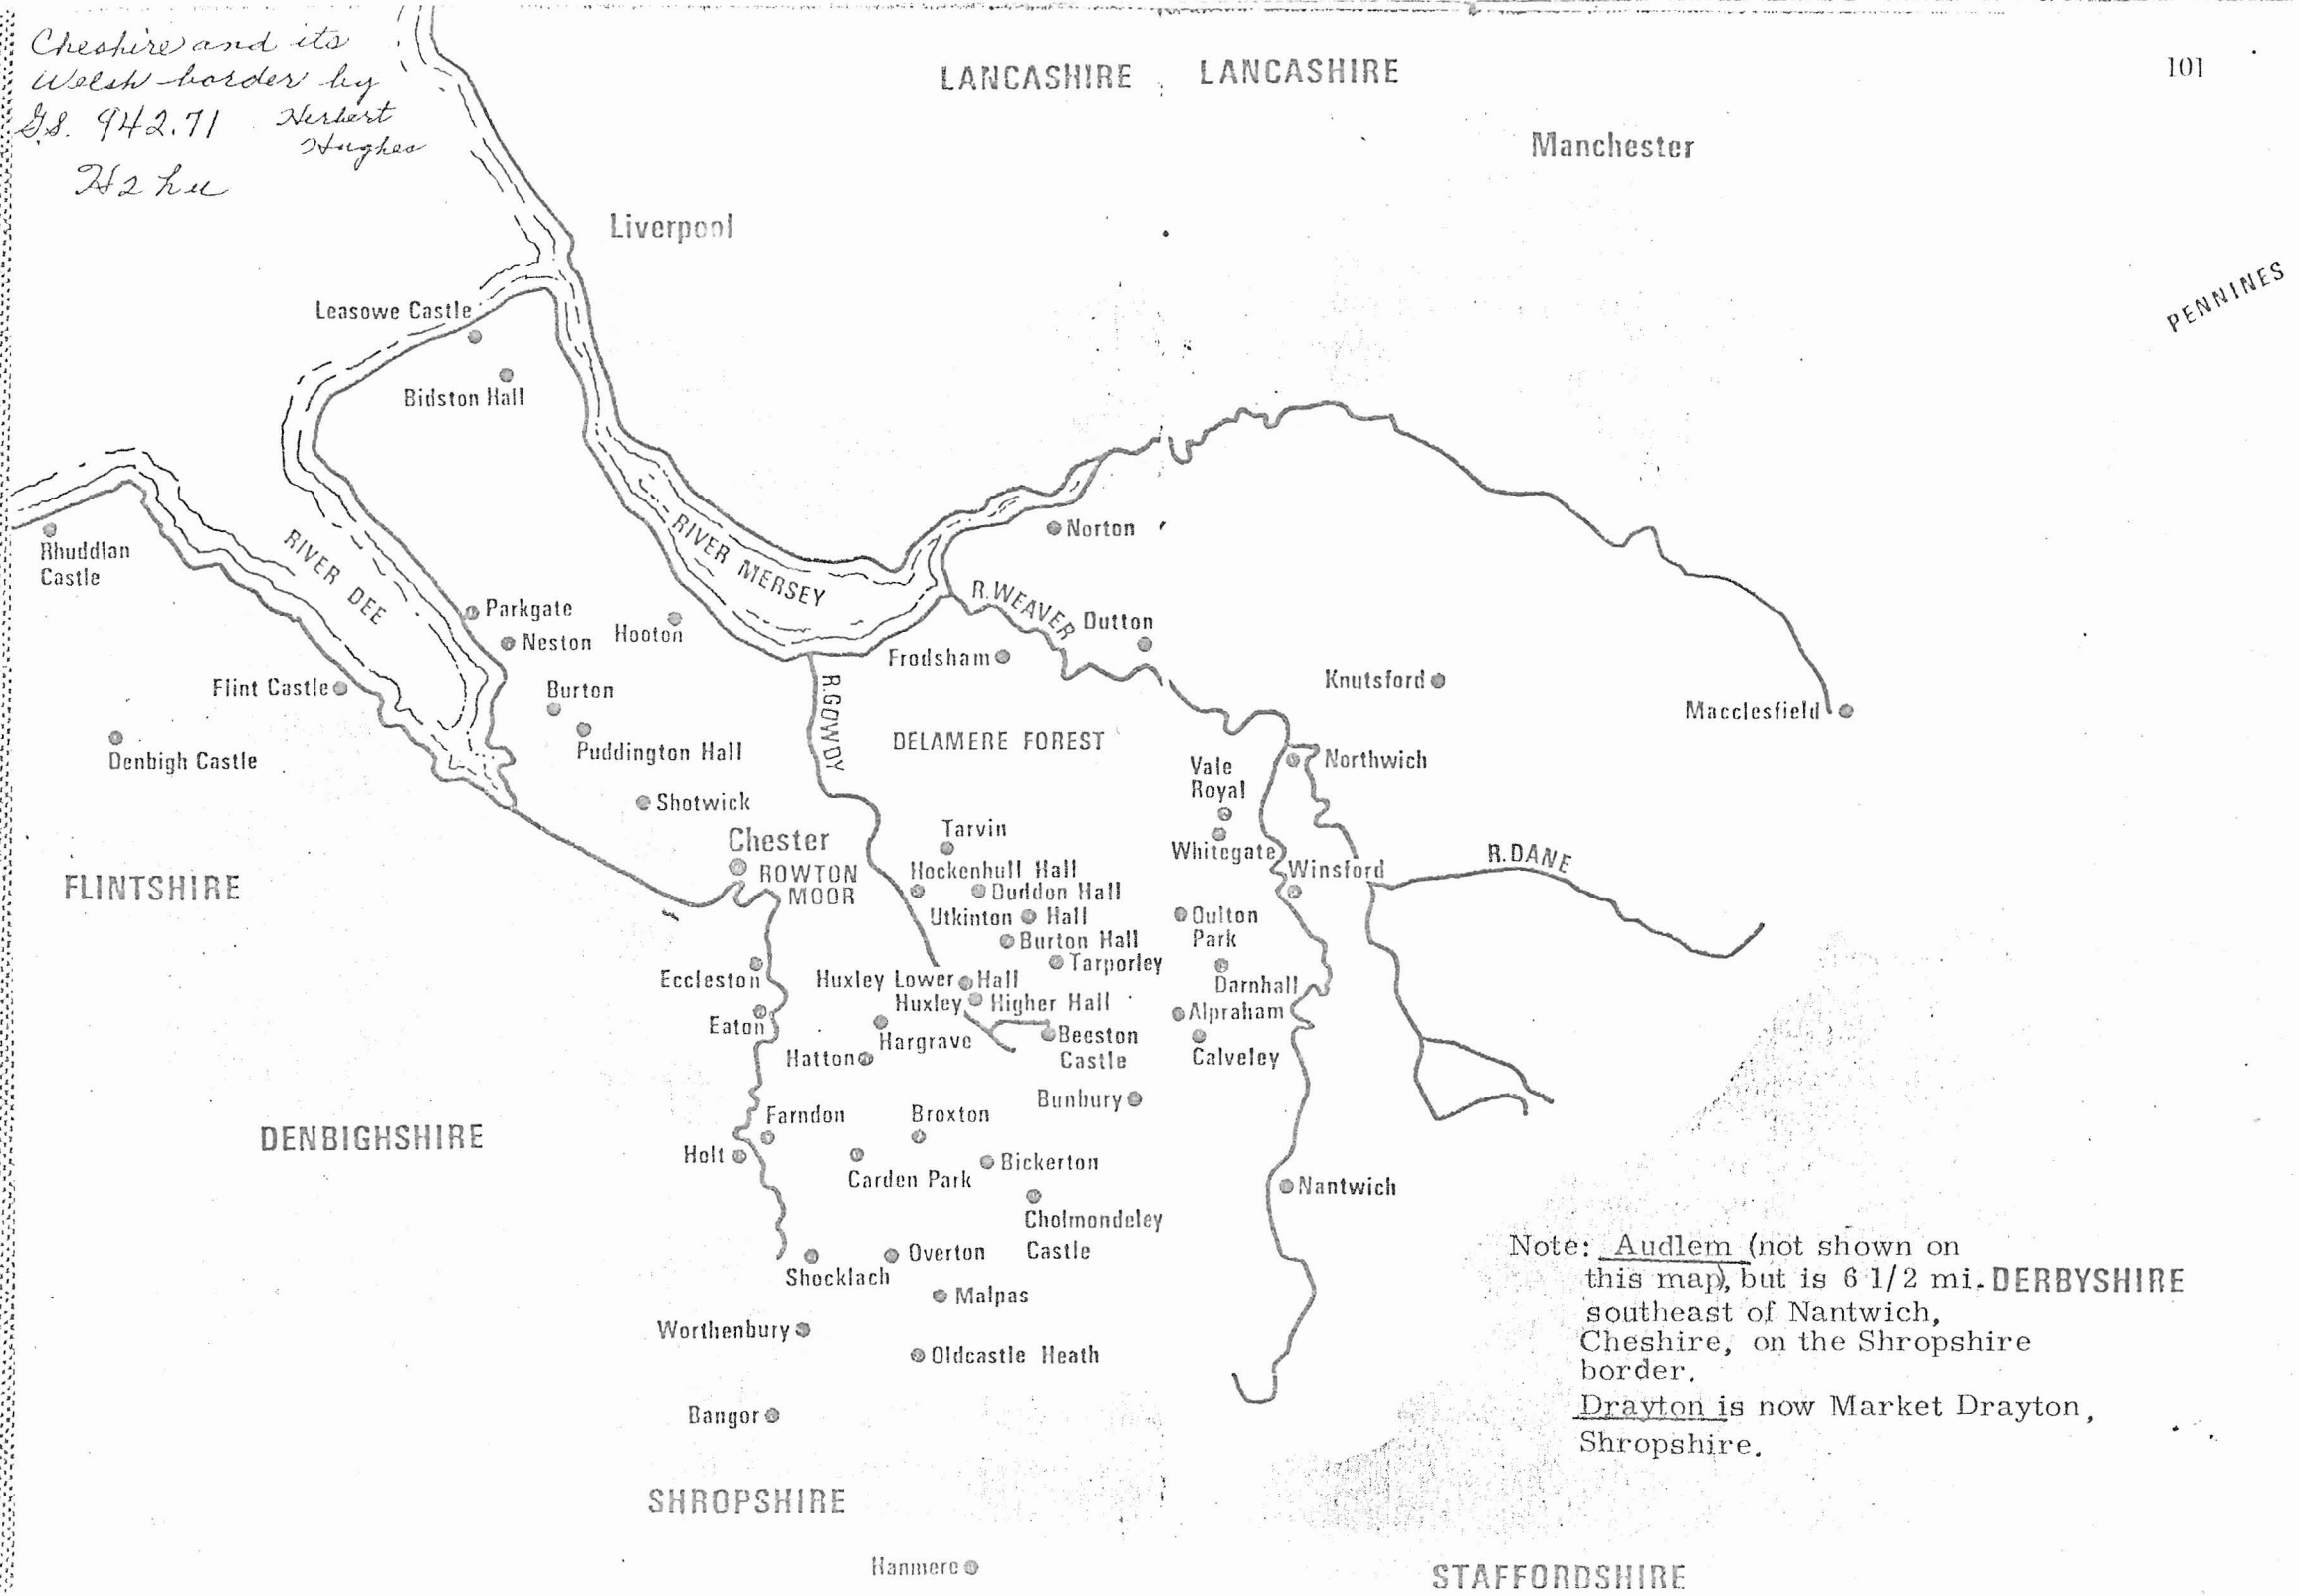 Cheshire and its
Welsh border by
G.S. 942.71 Herbert
Hughes
H2hu
LANCASHIRE LANCASHIRE
101
Manchester
Liverpool
PENNINES
Leasowe Castle
Bidston Hall
RIVER MERSEY
Norton
Rhuddlan
Castle
RIVER DEE
R.WEAVER
Parkgate
Dutton
Neston
Hooton
Frodsham
Flint Castle
Burton
R.GOWDY
Knutsford
Macclesfield
Denbigh Castle
Puddington Hall
DELAMERE FOREST
Northwich
Vale
Royal
Shotwick
Chester
Tarvin
Whitegate
R.DANE
ROWTON
MOOR
Hockenhull Hall
Winsford
FLINTSHIRE
Duddon Hall
Utkinton Hall
Oulton
Park
Burton Hall
Tarporley
Eccleston
Huxley Lower Hall
Darnhall
Huxley Higher Hall
Alpraham
Eaton
Hargrave
Beeston
Castle
Hatton
Calveley
Bunbury
Farndon
Broxton
DENBIGHSHIRE
Holt
Bickerton
Carden Park
Nantwich
Cholmondeley
Castle
Overton
Shocklach
Malpas
Worthenbury
Oldcastle Heath
Bangor
Note: Audlem (not shown on
this map), but is 6 1/2 mi.
southeast of Nantwich,
Cheshire, on the Shropshire
border.
Drayton is now Market Drayton,
Shropshire.
DERBYSHIRE
SHROPSHIRE
Hanmere
STAFFORDSHIRE